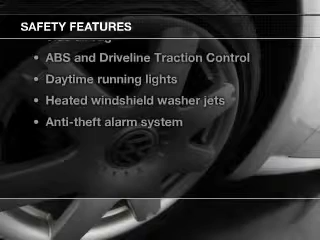 SAFETY FEATURES
• ABS and Driveline Traction Control
• Daytime running lights
• Heated windshield washer jets
• Anti-theft alarm system